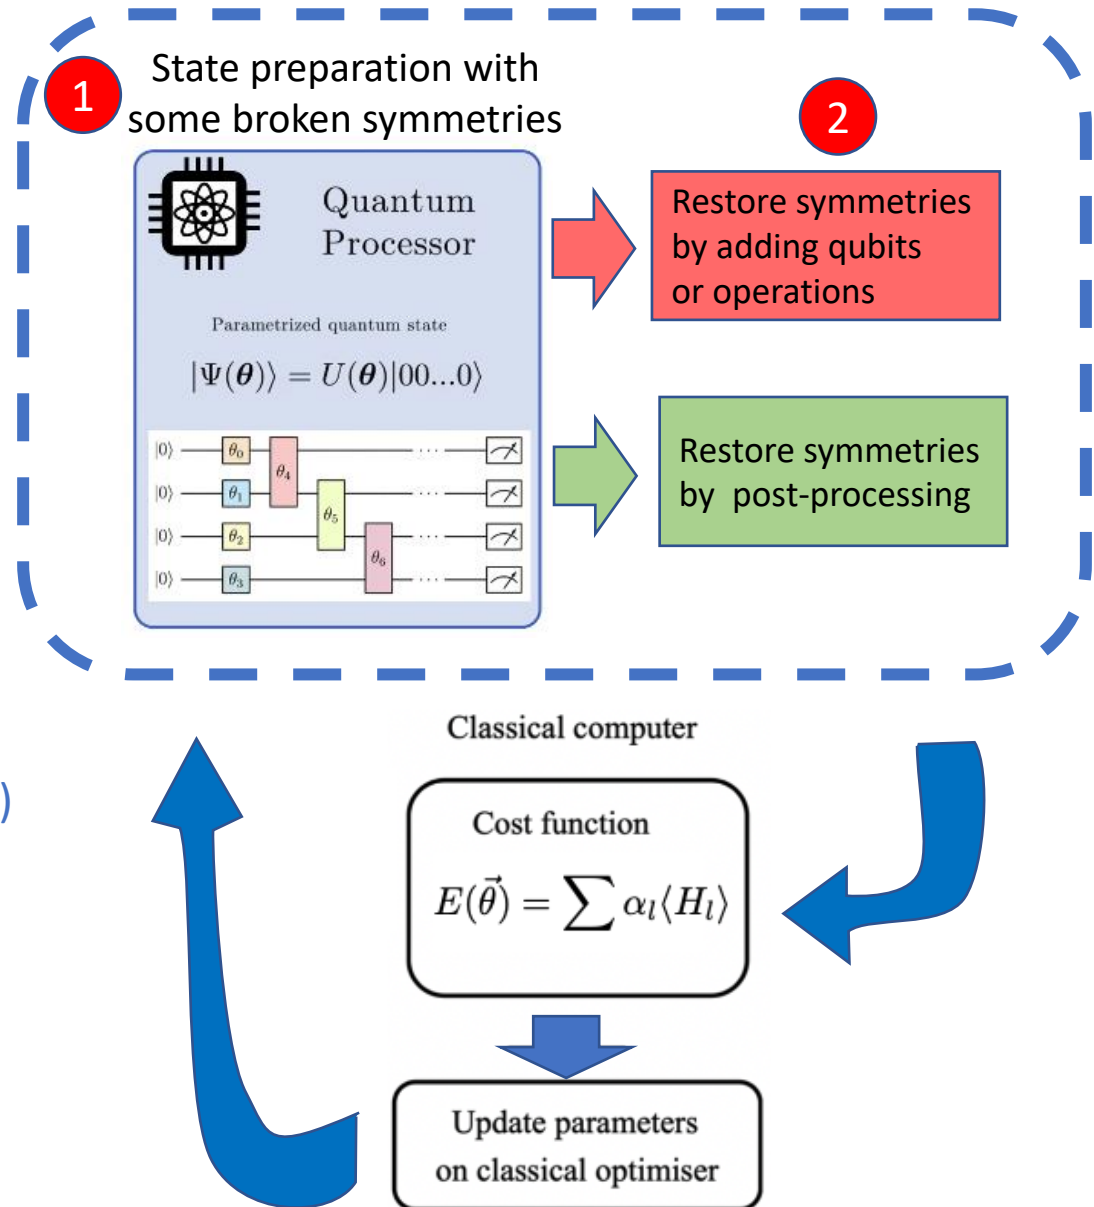 1
State preparation with
some broken symmetries
2
Quantum
Processor
Parametrized quantum state
|Ψ(θ)⟩ = U(θ)|00...0⟩
|0⟩ θ₀ θ₄ ...
|0⟩ θ₁ θ₅ ...
|0⟩ θ₂ θ₆ ...
|0⟩ θ₃ ...
Restore symmetries
by adding qubits
or operations
Restore symmetries
by post-processing
Classical computer
)
Cost function
E(θ⃗) = ∑ αₗ⟨Hₗ⟩
Update parameters
on classical optimiser